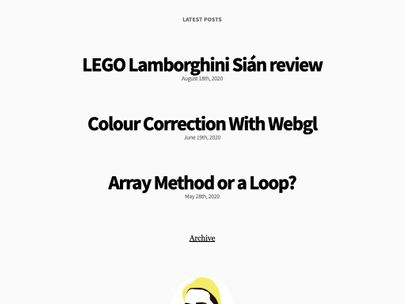 LATEST POSTS
LEGO Lamborghini Sián review
August 18th, 2020
Colour Correction With Webgl
June 19th, 2020
Array Method or a Loop?
May 28th, 2020
Archive